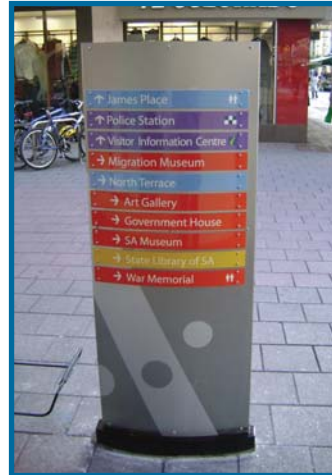 James Place
Police Station
Visitor Information Centre
Migration Museum
North Terrace
Art Gallery
Government House
SA Museum
State Library of SA
War Memorial